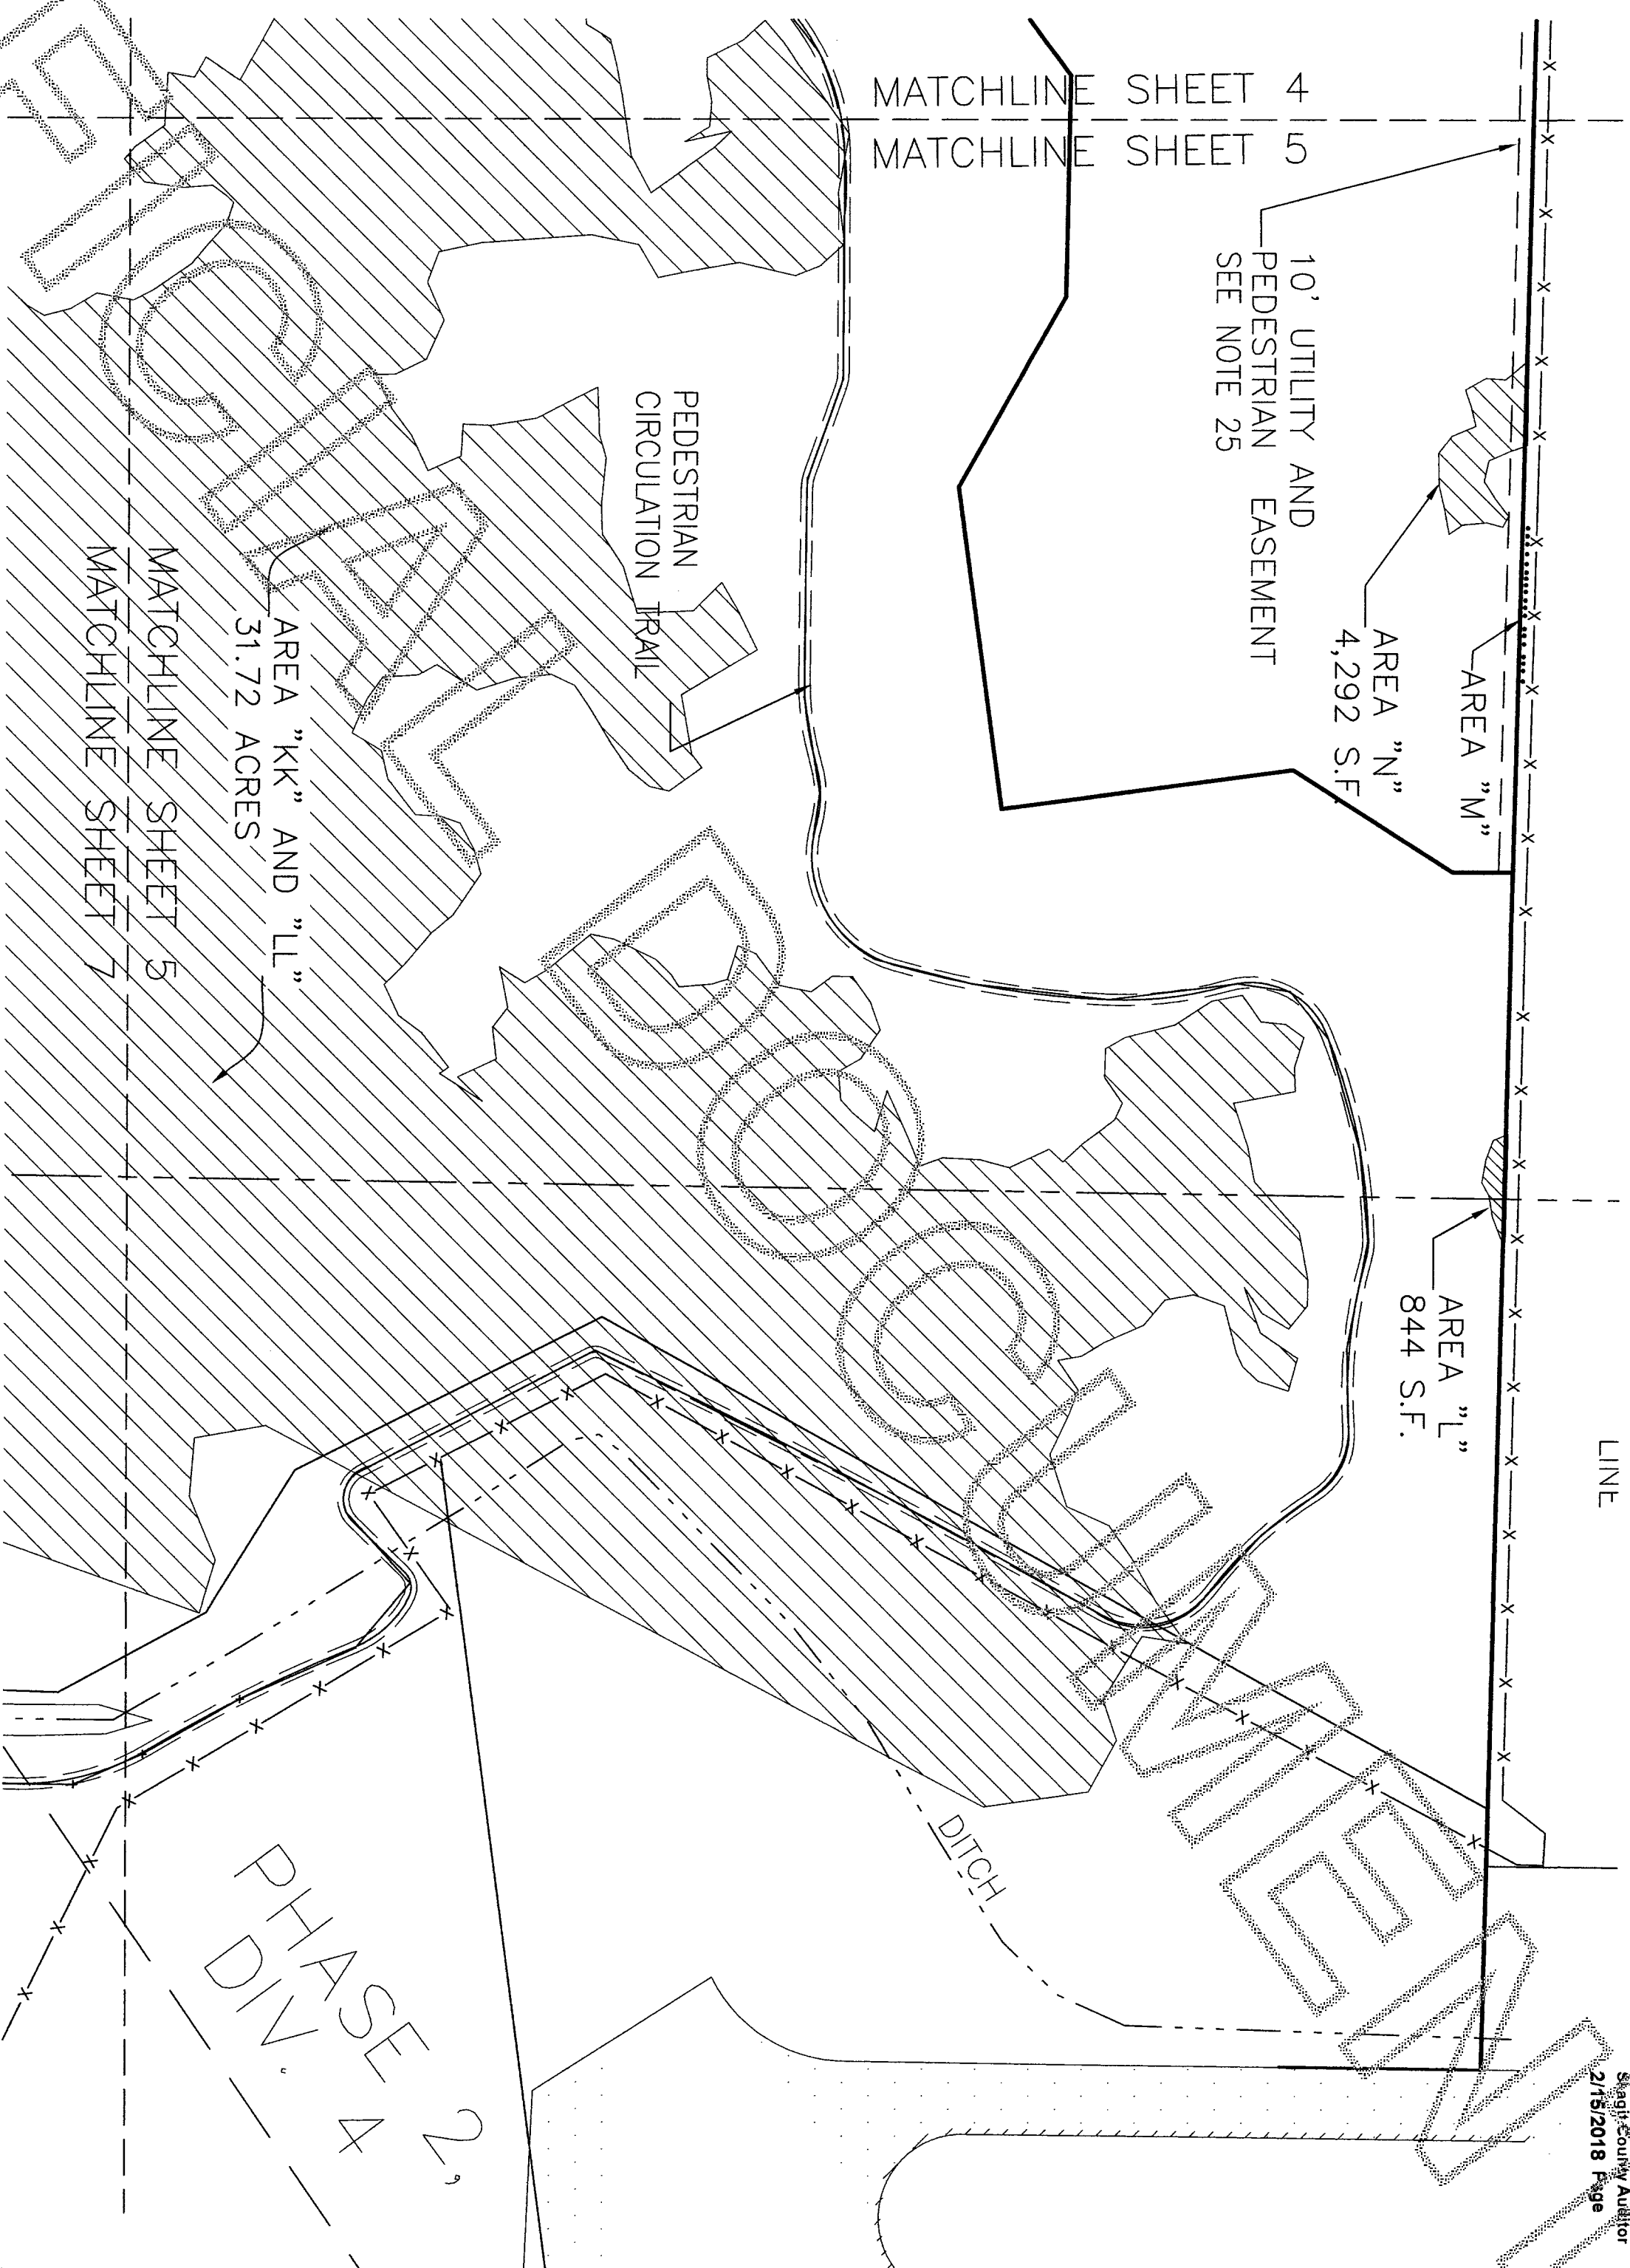 MATCHLINE SHEET 4
MATCHLINE SHEET 5
10' UTILITY AND
PEDESTRIAN EASEMENT
SEE NOTE 25
AREA "M"
AREA "N"
4,292 S.F.
PEDESTRIAN
CIRCULATION TRAIL
AREA "KK" AND "LL"
31.72 ACRES
MATCHLINE SHEET 5
MATCHLINE SHEET 7
LINE
AREA "L"
844 S.F.
DITCH
PHASE 2,
DIV. 4
Skagit County Auditor
2/15/2018 Page